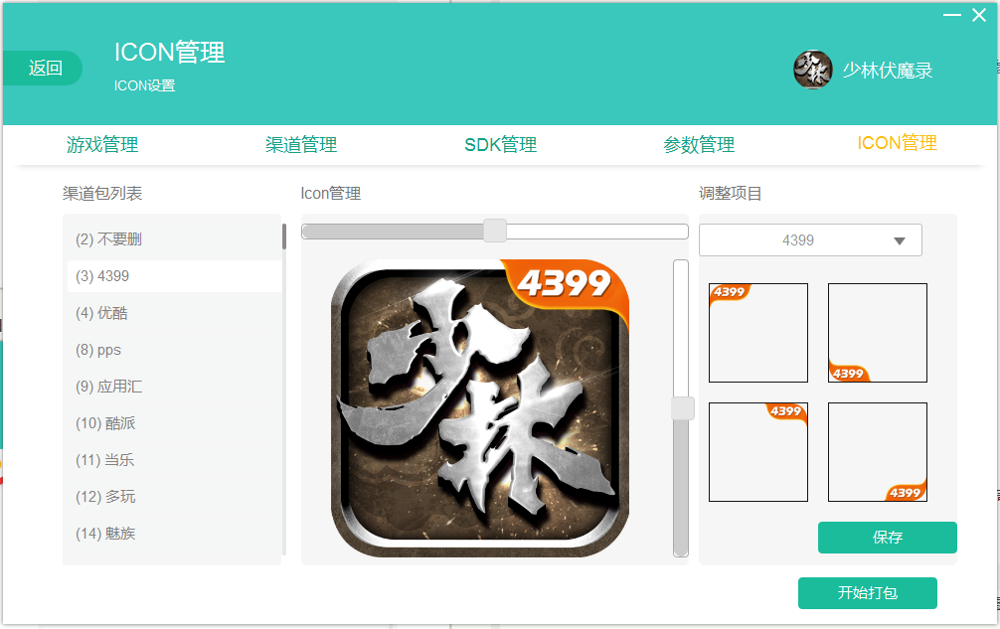 返回
ICON管理
ICON设置
少林
少林伏魔录
游戏管理
渠道管理
SDK管理
参数管理
ICON管理
渠道包列表
(2) 不要删
(3) 4399
(4) 优酷
(8) pps
(9) 应用汇
(10) 酷派
(11) 当乐
(12) 多玩
(14) 魅族
Icon管理
4399
少林
调整项目
4399
4399
4399
4399
4399
保存
开始打包